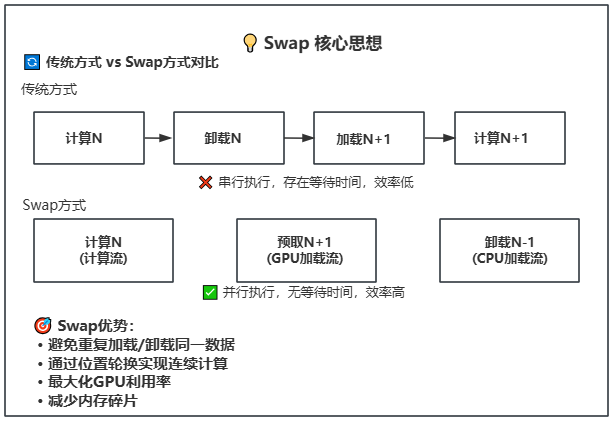 💡 Swap 核心思想
🔄 传统方式 vs Swap方式对比
传统方式
计算N
卸载N
加载N+1
计算N+1
❌ 串行执行，存在等待时间，效率低
Swap方式
计算N
(计算流)
预取N+1
(GPU加载流)
卸载N-1
(CPU加载流)
✅ 并行执行，无等待时间，效率高
🎯 Swap优势：
• 避免重复加载/卸载同一数据
• 通过位置轮换实现连续计算
• 最大化GPU利用率
• 减少内存碎片